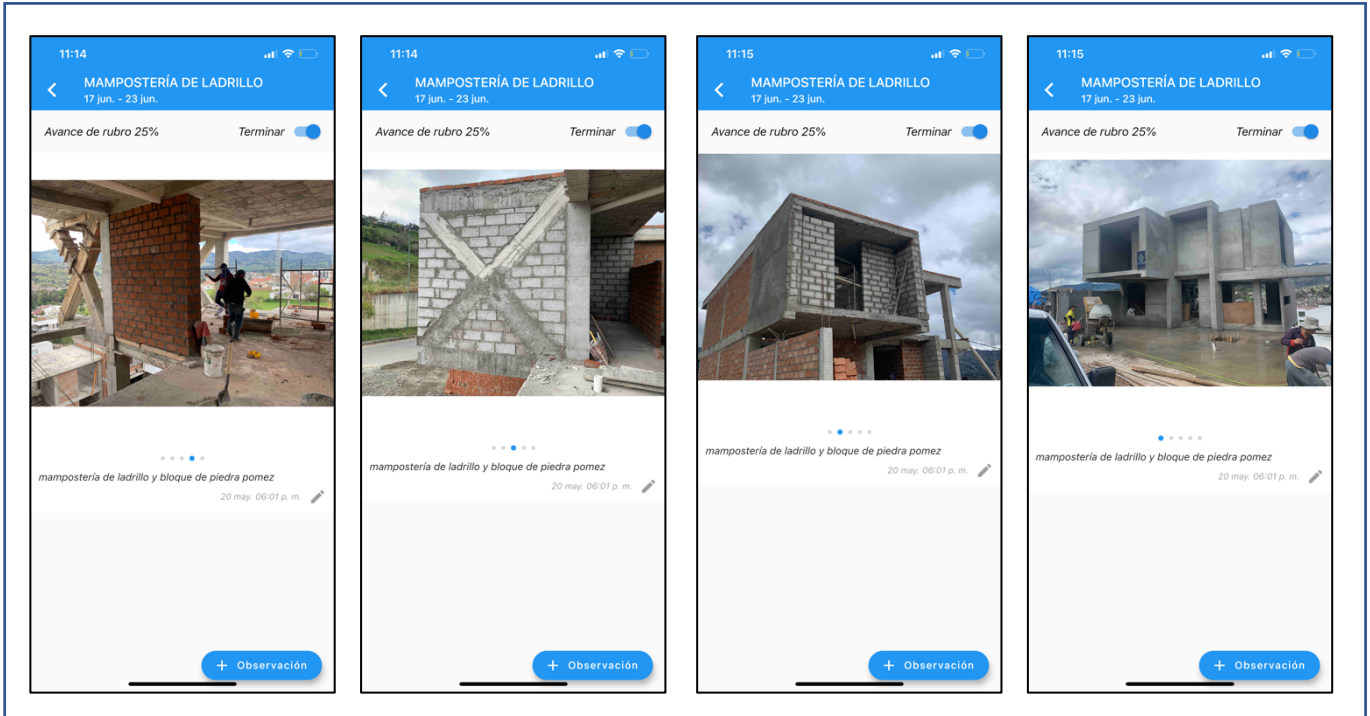 11:14
MAMPOSTERÍA DE LADRILLO
17 jun. - 23 jun.
Avance de rubro 25%
Terminar
mampostería de ladrillo y bloque de piedra pomez
20 may. 06:01 p. m.
+ Observación
11:14
MAMPOSTERÍA DE LADRILLO
17 jun. - 23 jun.
Avance de rubro 25%
Terminar
mampostería de ladrillo y bloque de piedra pomez
20 may. 06:01 p. m.
+ Observación
11:15
MAMPOSTERÍA DE LADRILLO
17 jun. - 23 jun.
Avance de rubro 25%
Terminar
mampostería de ladrillo y bloque de piedra pomez
20 may. 06:01 p. m.
+ Observación
11:15
MAMPOSTERÍA DE LADRILLO
17 jun. - 23 jun.
Avance de rubro 25%
Terminar
mampostería de ladrillo y bloque de piedra pomez
20 may. 06:01 p. m.
+ Observación